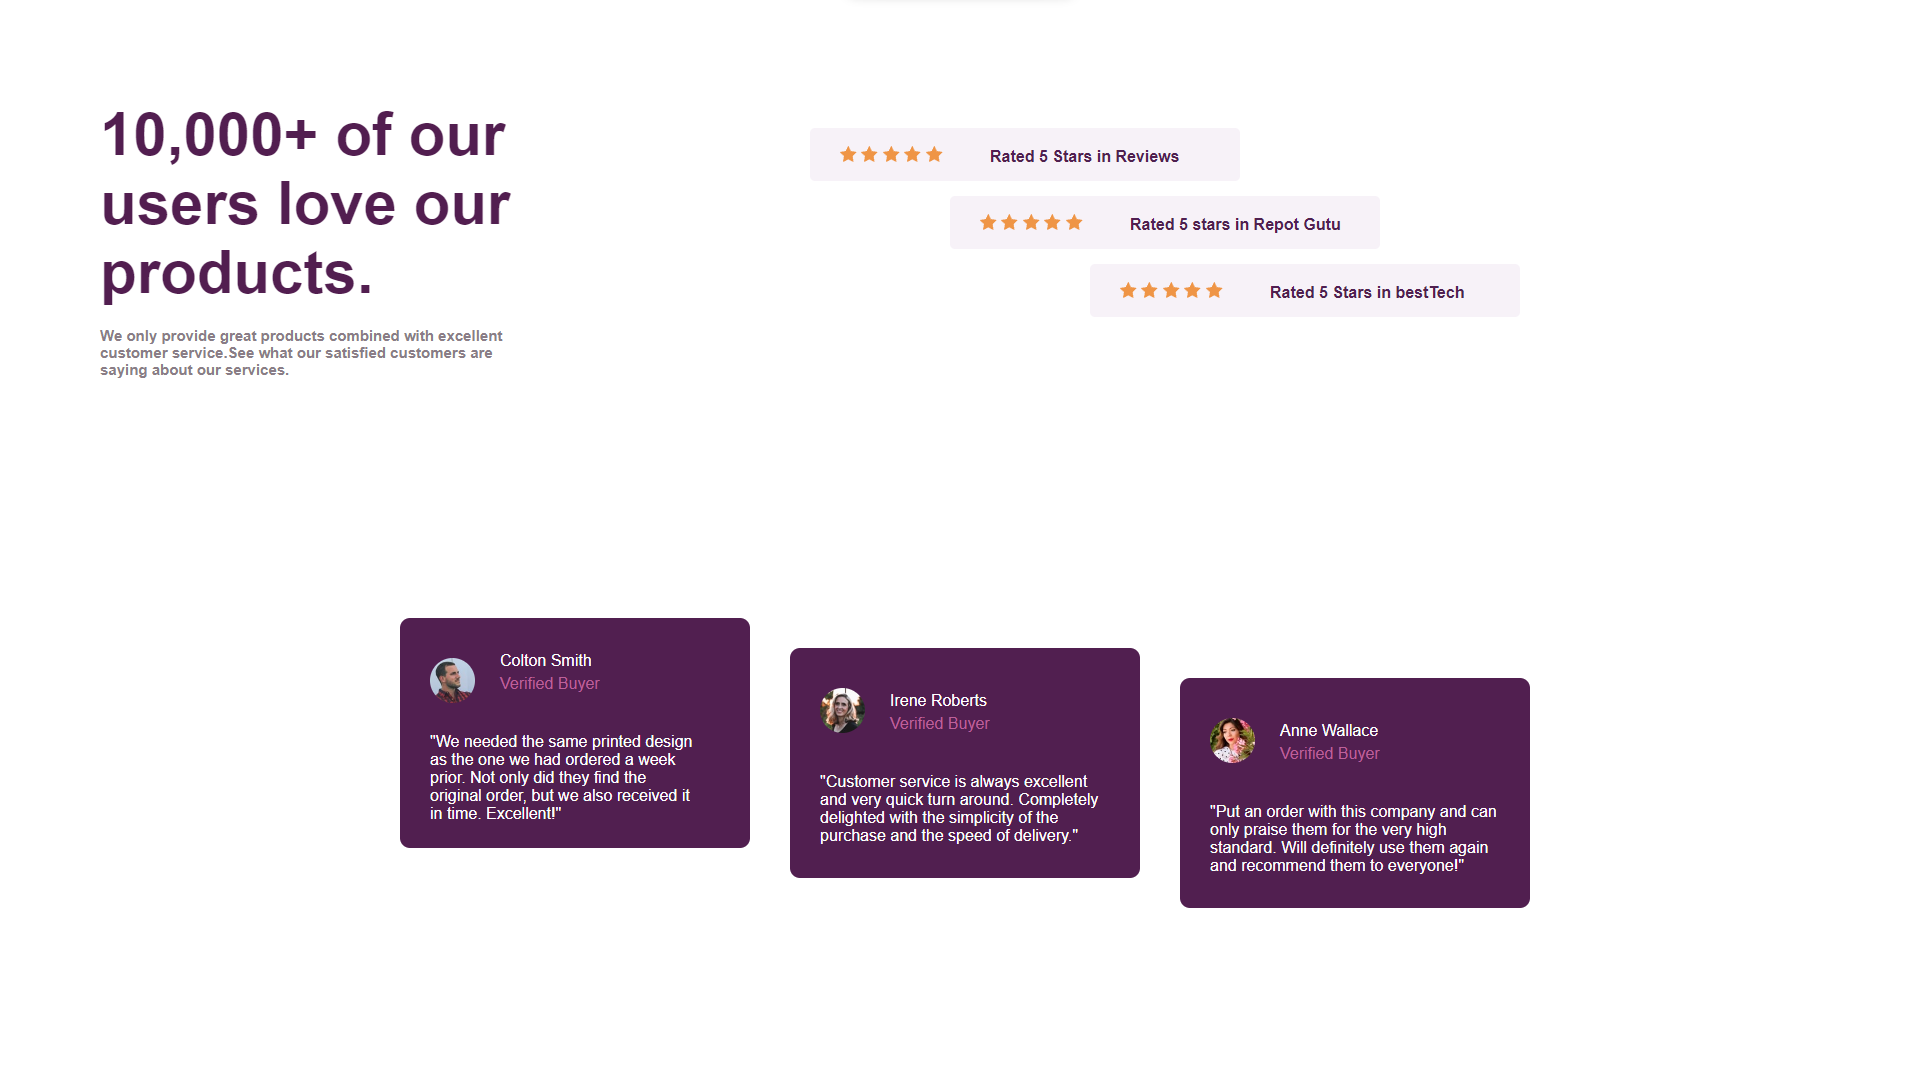 10,000+ of our
users love our
products.
We only provide great products combined with excellent
customer service.See what our satisfied customers are
saying about our services.
Rated 5 Stars in Reviews
Rated 5 stars in Repot Gutu
Rated 5 Stars in bestTech
Colton Smith
Verified Buyer
"We needed the same printed design
as the one we had ordered a week
prior. Not only did they find the
original order, but we also received it
in time. Excellent!"
Irene Roberts
Verified Buyer
"Customer service is always excellent
and very quick turn around. Completely
delighted with the simplicity of the
purchase and the speed of delivery."
Anne Wallace
Verified Buyer
"Put an order with this company and can
only praise them for the very high
standard. Will definitely use them again
and recommend them to everyone!"